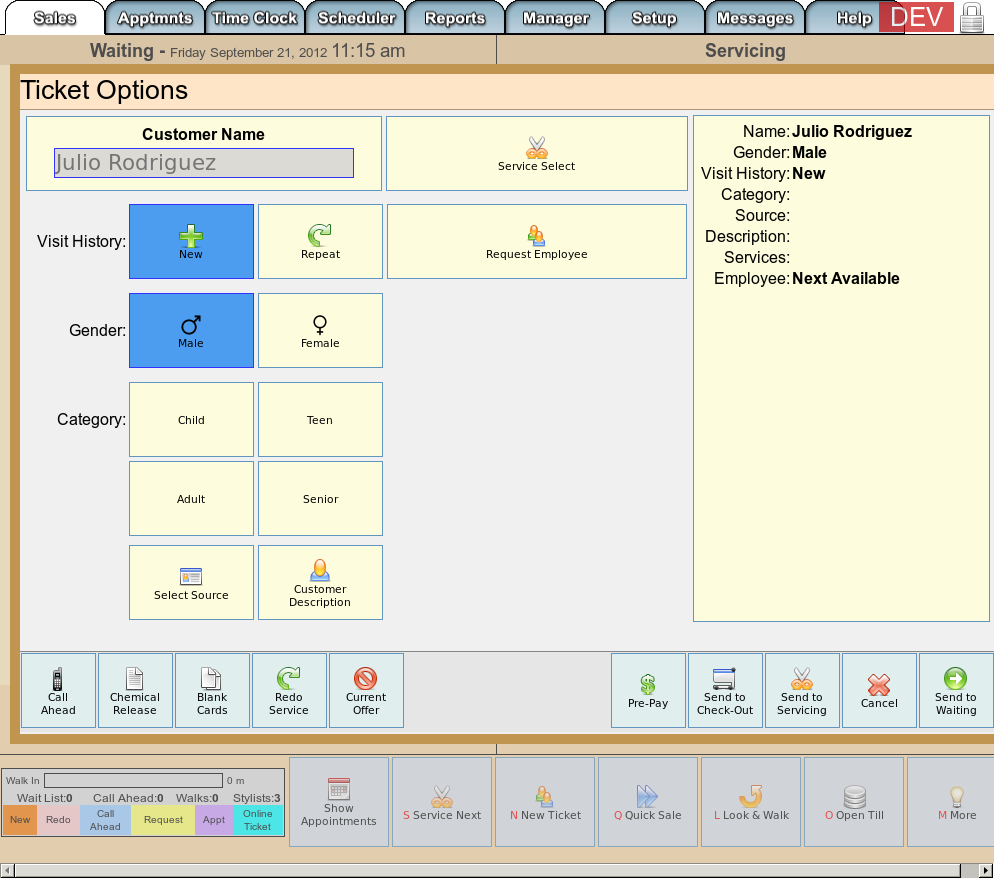 Sales Apptmnts Time Clock Scheduler Reports Manager Setup Messages Help DEV
Waiting - Friday September 21, 2012 11:15 am Servicing
Ticket Options
Customer Name
Julio Rodriguez
Service Select
Visit History:
New
Repeat
Request Employee
Gender:
Male
Female
Category:
Child
Teen
Adult
Senior
Select Source
Customer
Description
Name: Julio Rodriguez
Gender: Male
Visit History: New
Category:
Source:
Description:
Services:
Employee: Next Available
Call
Ahead
Chemical
Release
Blank
Cards
Redo
Service
Current
Offer
Pre-Pay
Send to
Check-Out
Send to
Servicing
Cancel
Send to
Waiting
Walk In 0 m
Wait List:0 Call Ahead:0 Walks:0 Stylists:3
New
Redo
Call
Ahead
Request
Appt
Online
Ticket
Show
Appointments
S Service Next
N New Ticket
Q Quick Sale
L Look & Walk
O Open Till
M More